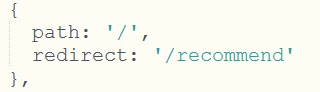 {
  path: '/',
  redirect: '/recommend'
},